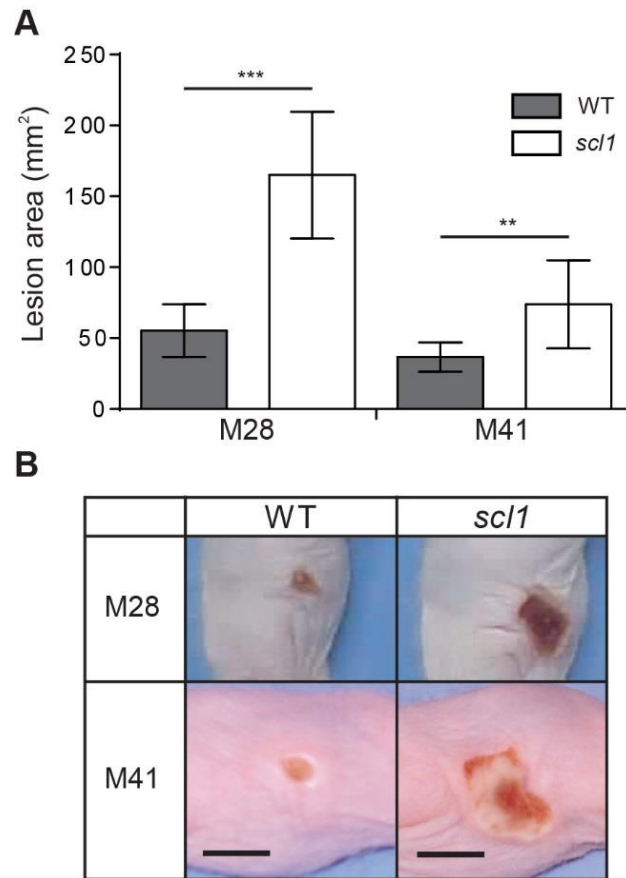 A
Lesion area (mm²)
250
200
150
100
50
0
***
**
WT
scl1
M28
M41
B
WT
scl1
M28
M41